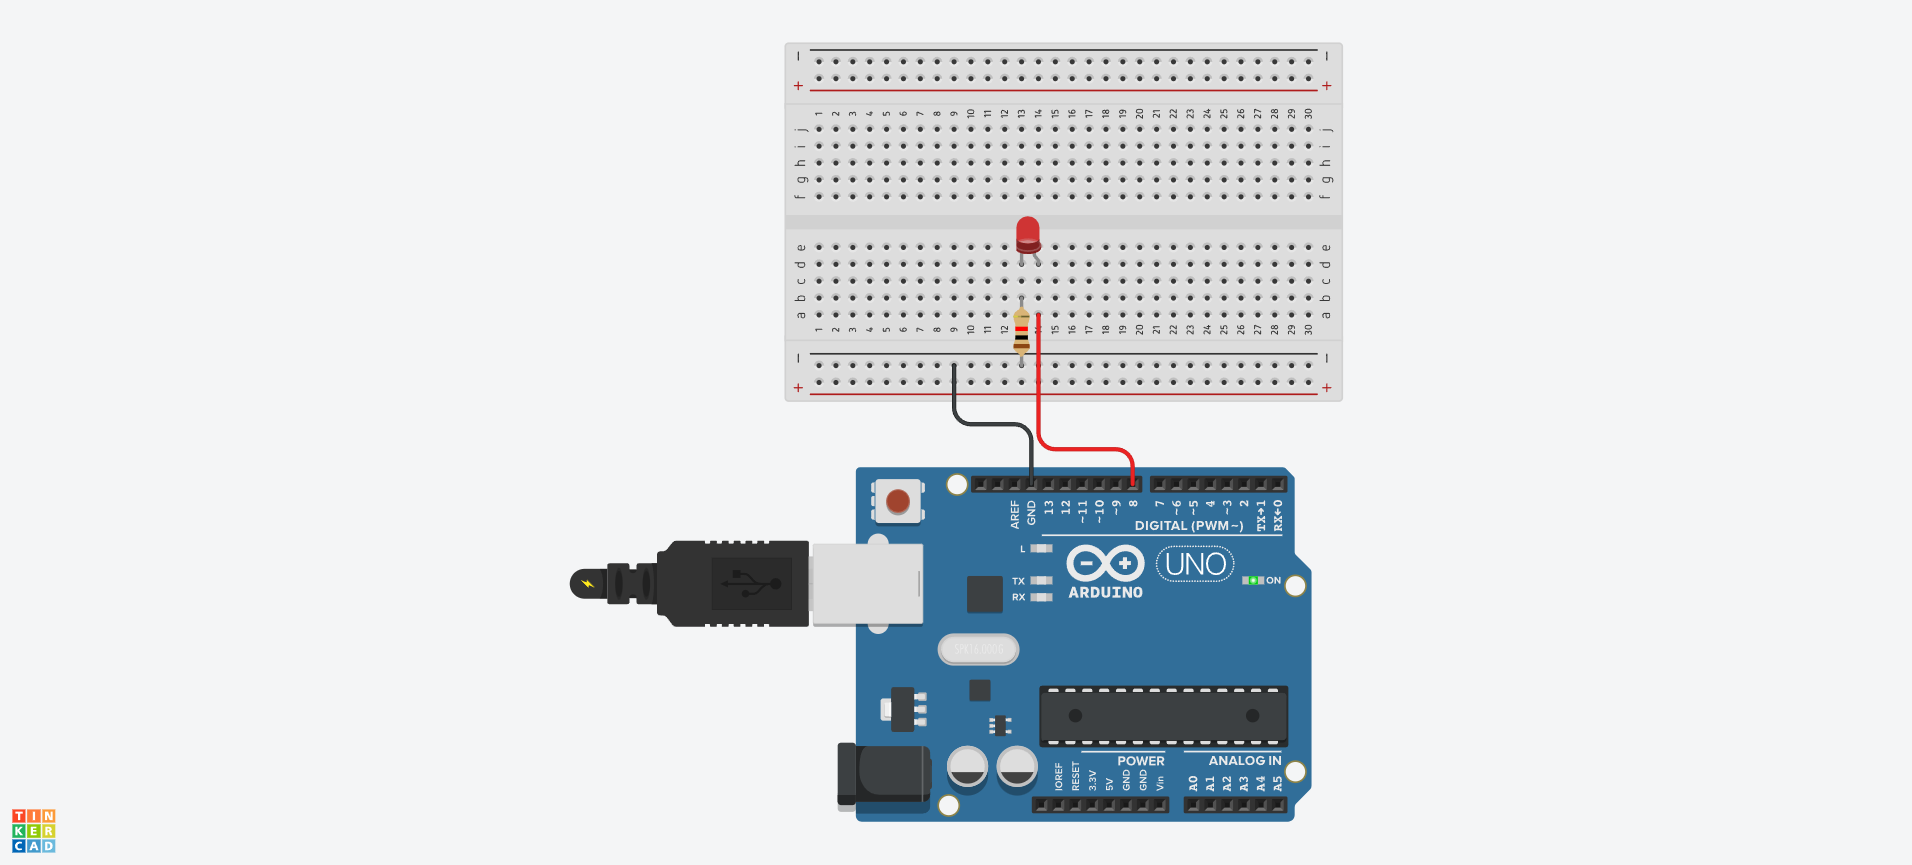 − −
+ +
1 2 3 4 5 6 7 8 9 10 11 12 13 14 15 16 17 18 19 20 21 22 23 24 25 26 27 28 29 30
j j
i i
h h
g g
f f
e e
d d
c c
b b
a a
1 2 3 4 5 6 7 8 9 10 11 12 15 16 17 18 19 20 21 22 23 24 25 26 27 28 29 30
− −
+ +
AREF GND 13 12 ~11 ~10 ~9 8 7 ~6 ~5 4 ~3 2 TX→1 RX←0
DIGITAL (PWM~)
L
TX
RX
UNO
ARDUINO
ON
SPK16.000G
POWER
ANALOG IN
IOREF RESET 3.3V 5V GND GND Vin A0 A1 A2 A3 A4 A5
TIN
KER
CAD